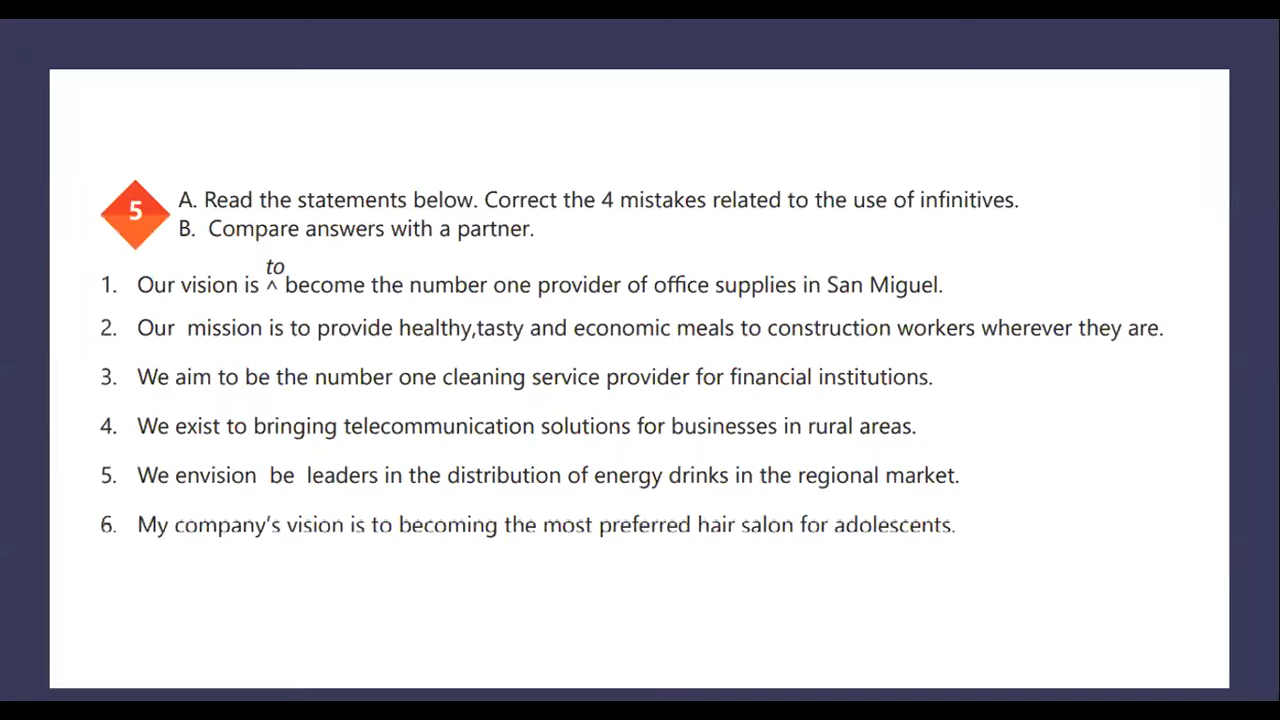 5
A. Read the statements below. Correct the 4 mistakes related to the use of infinitives.
B. Compare answers with a partner.
to
1. Our vision is ^ become the number one provider of office supplies in San Miguel.
2. Our mission is to provide healthy,tasty and economic meals to construction workers wherever they are.
3. We aim to be the number one cleaning service provider for financial institutions.
4. We exist to bringing telecommunication solutions for businesses in rural areas.
5. We envision be leaders in the distribution of energy drinks in the regional market.
6. My company's vision is to becoming the most preferred hair salon for adolescents.